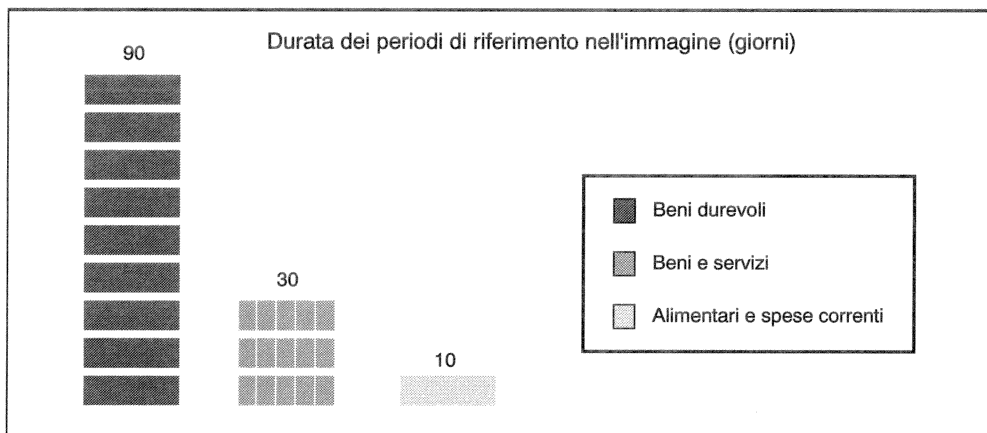 Durata dei periodi di riferimento nell'immagine (giorni)
90
30
10
Beni durevoli
Beni e servizi
Alimentari e spese correnti